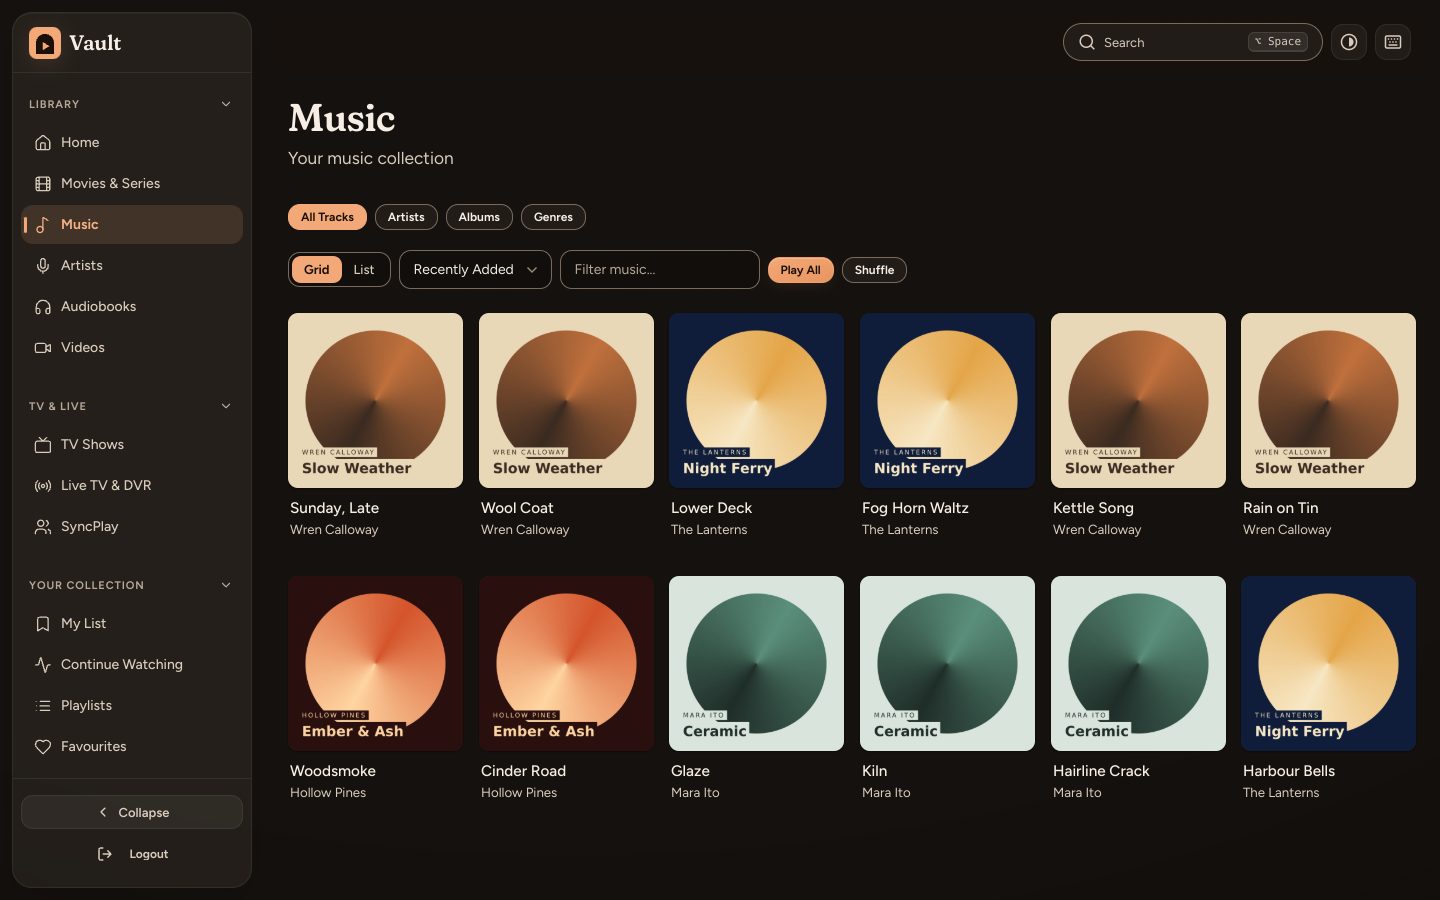 Vault
Search
⌥ Space
LIBRARY
Home
Movies & Series
Music
Artists
Audiobooks
Videos
TV & LIVE
TV Shows
Live TV & DVR
SyncPlay
YOUR COLLECTION
My List
Continue Watching
Playlists
Favourites
Collapse
Logout
Music
Your music collection
All Tracks
Artists
Albums
Genres
Grid
List
Recently Added
Filter music...
Play All
Shuffle
WREN CALLOWAY
Slow Weather
Sunday, Late
Wren Calloway
WREN CALLOWAY
Slow Weather
Wool Coat
Wren Calloway
THE LANTERNS
Night Ferry
Lower Deck
The Lanterns
THE LANTERNS
Night Ferry
Fog Horn Waltz
The Lanterns
WREN CALLOWAY
Slow Weather
Kettle Song
Wren Calloway
WREN CALLOWAY
Slow Weather
Rain on Tin
Wren Calloway
HOLLOW PINES
Ember & Ash
Woodsmoke
Hollow Pines
HOLLOW PINES
Ember & Ash
Cinder Road
Hollow Pines
MARA ITO
Ceramic
Glaze
Mara Ito
MARA ITO
Ceramic
Kiln
Mara Ito
MARA ITO
Ceramic
Hairline Crack
Mara Ito
THE LANTERNS
Night Ferry
Harbour Bells
The Lanterns